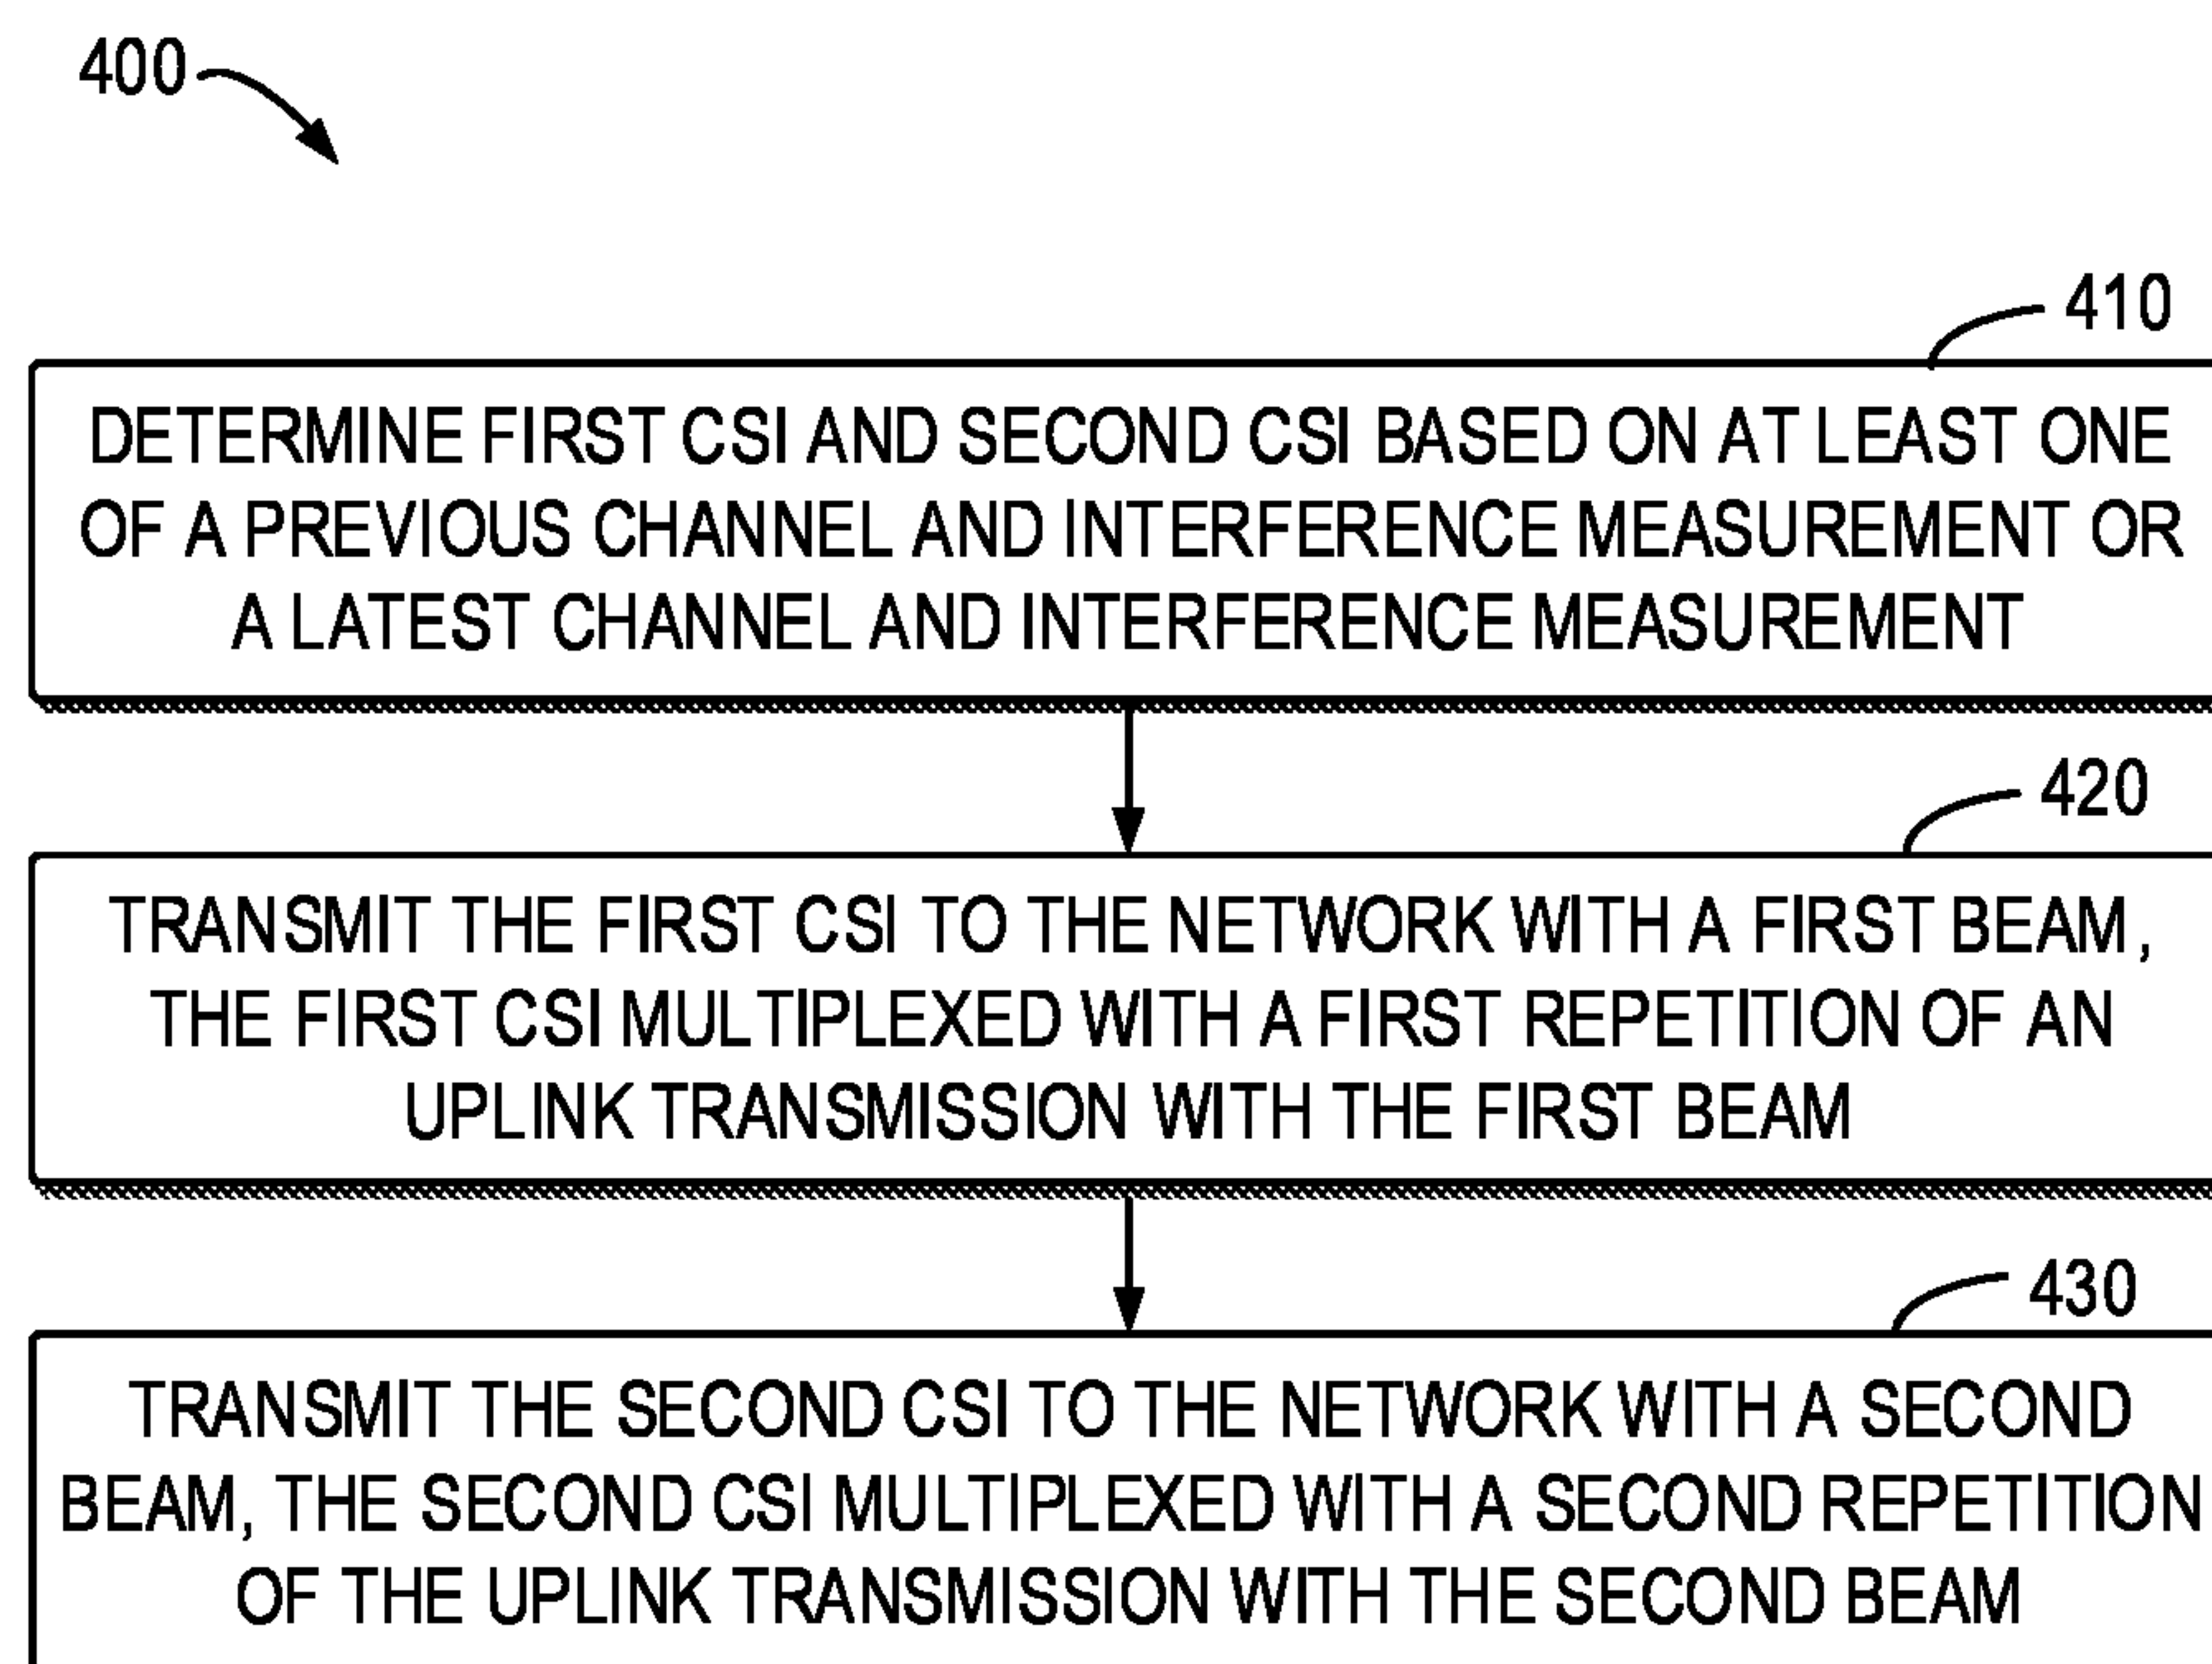 400
410
DETERMINE FIRST CSI AND SECOND CSI BASED ON AT LEAST ONE
OF A PREVIOUS CHANNEL AND INTERFERENCE MEASUREMENT OR
A LATEST CHANNEL AND INTERFERENCE MEASUREMENT
420
TRANSMIT THE FIRST CSI TO THE NETWORK WITH A FIRST BEAM,
THE FIRST CSI MULTIPLEXED WITH A FIRST REPETITION OF AN
UPLINK TRANSMISSION WITH THE FIRST BEAM
430
TRANSMIT THE SECOND CSI TO THE NETWORK WITH A SECOND
BEAM, THE SECOND CSI MULTIPLEXED WITH A SECOND REPETITION
OF THE UPLINK TRANSMISSION WITH THE SECOND BEAM